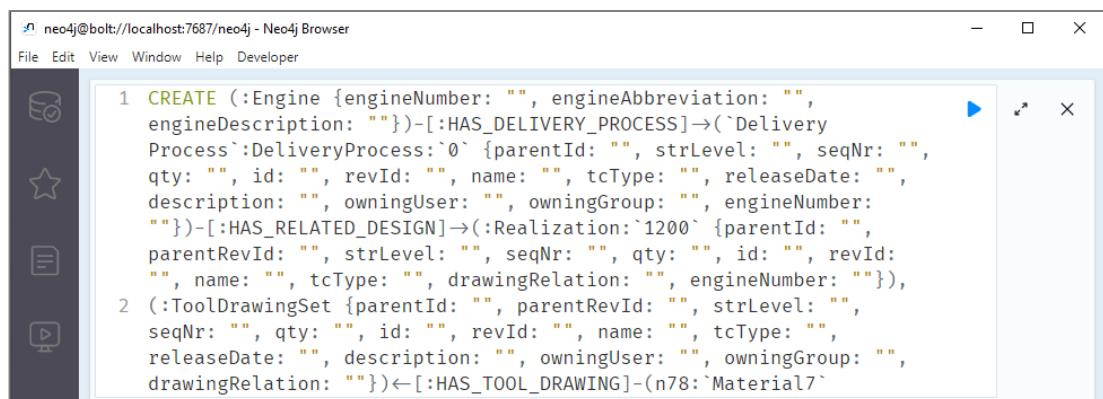 neo4j@bolt://localhost:7687/neo4j - Neo4j Browser
File Edit View Window Help Developer
1 CREATE (:Engine {engineNumber: "", engineAbbreviation: "",
engineDescription: ""})-[:HAS_DELIVERY_PROCESS]→(`Delivery
Process`:DeliveryProcess:`0` {parentId: "", strLevel: "", seqNr: "",
qty: "", id: "", revId: "", name: "", tcType: "", releaseDate: "",
description: "", owningUser: "", owningGroup: "", engineNumber:
""})-[:HAS_RELATED_DESIGN]→(:Realization:`1200` {parentId: "",
parentRevId: "", strLevel: "", seqNr: "", qty: "", id: "", revId:
"", name: "", tcType: "", drawingRelation: "", engineNumber: ""}),
2 (:ToolDrawingSet {parentId: "", parentRevId: "", strLevel: "",
seqNr: "", qty: "", id: "", revId: "", name: "", tcType: "",
releaseDate: "", description: "", owningUser: "", owningGroup: "",
drawingRelation: ""})←[:HAS_TOOL_DRAWING]-(n78:`Material7`